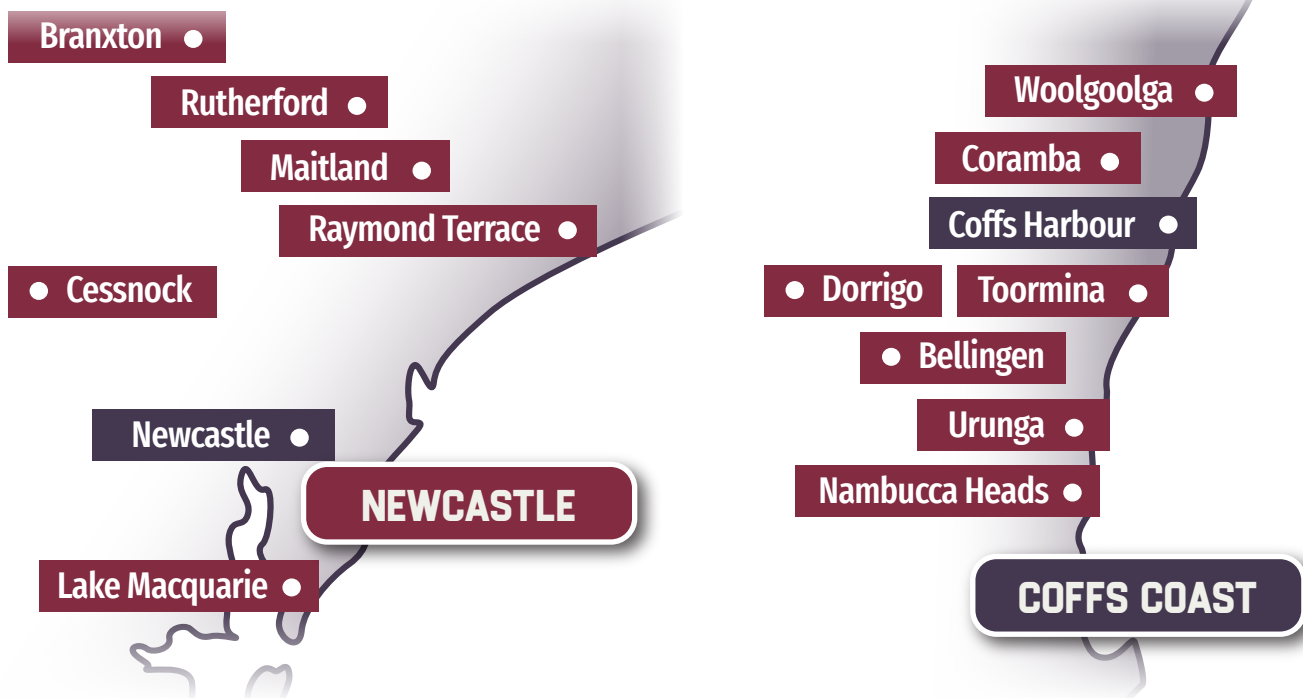 Branxton
Rutherford
Maitland
Raymond Terrace
Cessnock
Newcastle
NEWCASTLE
Lake Macquarie
Woolgoolga
Coramba
Coffs Harbour
Dorrigo
Toormina
Bellingen
Urunga
Nambucca Heads
COFFS COAST